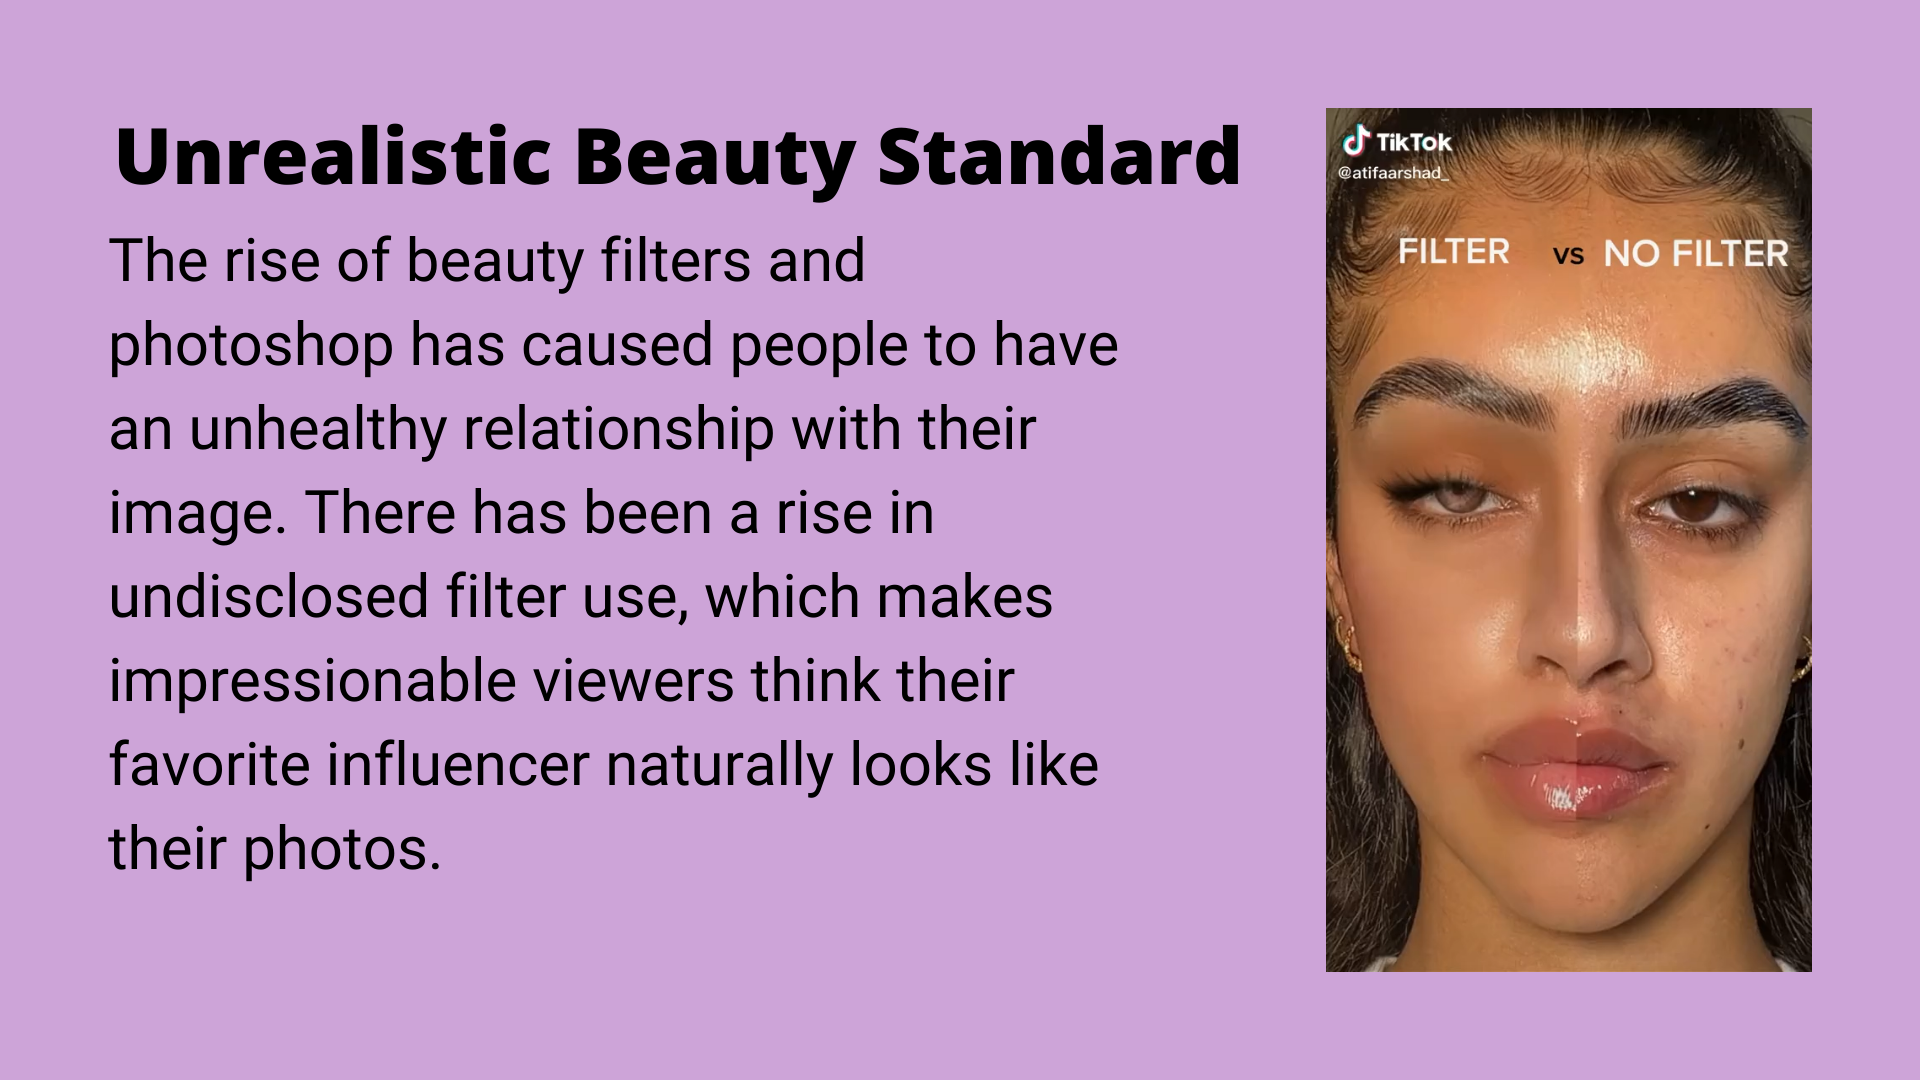 Unrealistic Beauty Standard
The rise of beauty filters and
photoshop has caused people to have
an unhealthy relationship with their
image. There has been a rise in
undisclosed filter use, which makes
impressionable viewers think their
favorite influencer naturally looks like
their photos.
TikTok
@atifaarshad_
FILTER vs NO FILTER